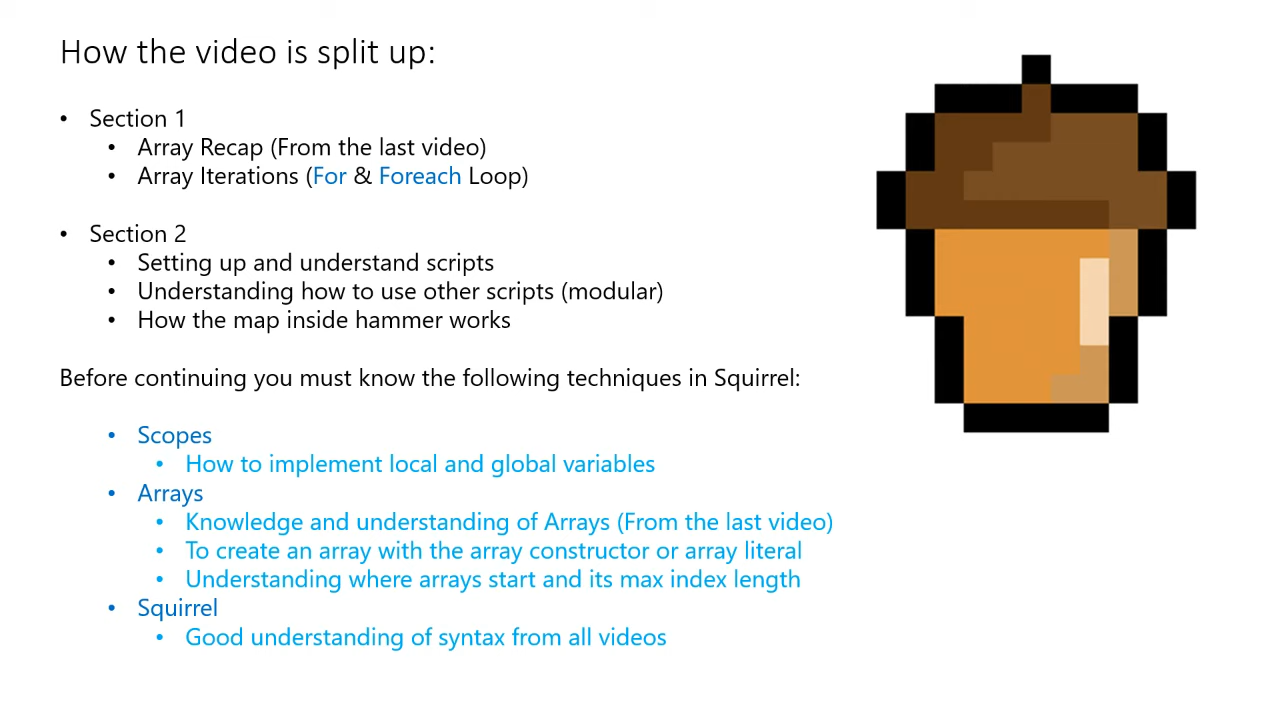 How the video is split up:
• Section 1
• Array Recap (From the last video)
• Array Iterations (For & Foreach Loop)
• Section 2
• Setting up and understand scripts
• Understanding how to use other scripts (modular)
• How the map inside hammer works
Before continuing you must know the following techniques in Squirrel:
• Scopes
• How to implement local and global variables
• Arrays
• Knowledge and understanding of Arrays (From the last video)
• To create an array with the array constructor or array literal
• Understanding where arrays start and its max index length
• Squirrel
• Good understanding of syntax from all videos